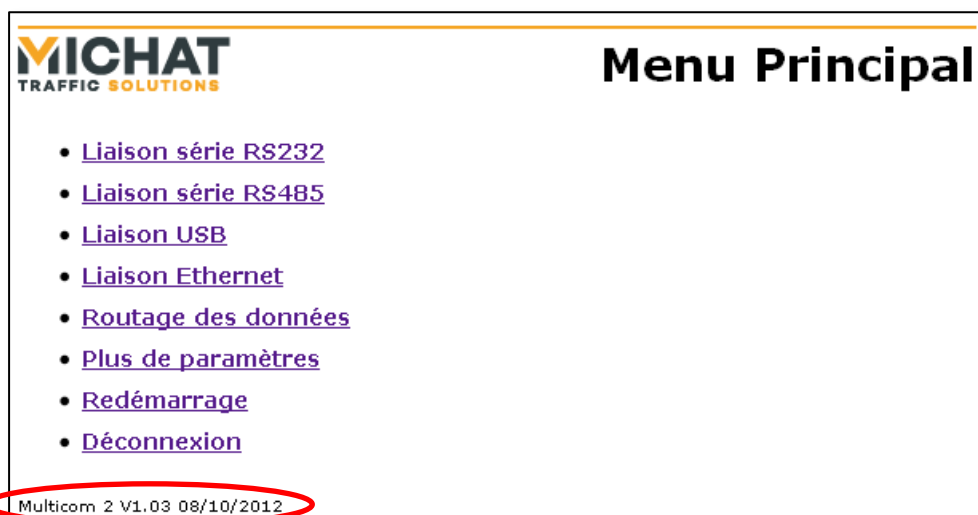 MICHAT
TRAFFIC SOLUTIONS
Menu Principal
Liaison série RS232
Liaison série RS485
Liaison USB
Liaison Ethernet
Routage des données
Plus de paramètres
Redémarrage
Déconnexion
Multicom 2 V1.03 08/10/2012